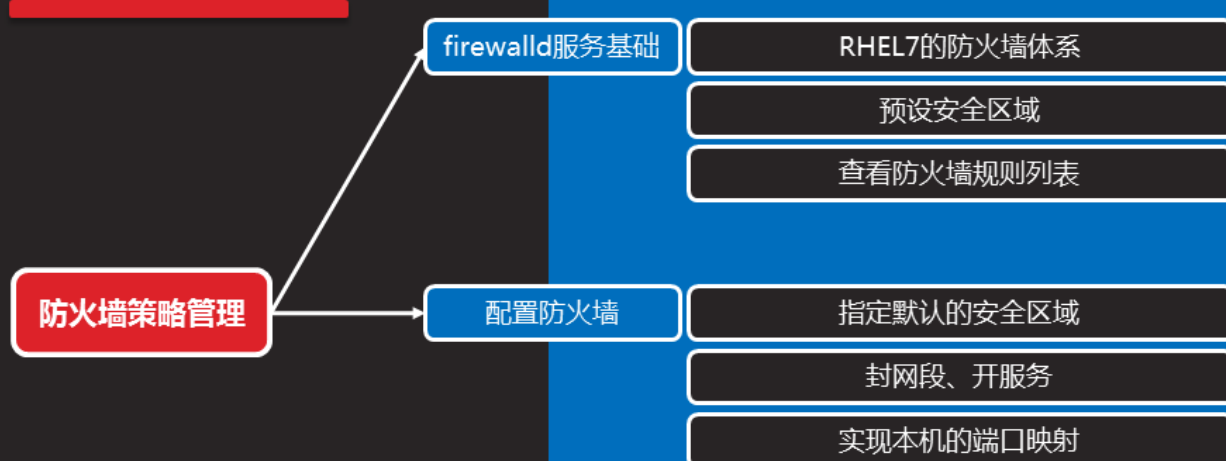 防火墙策略管理
firewalld服务基础
RHEL7的防火墙体系
预设安全区域
查看防火墙规则列表
配置防火墙
指定默认的安全区域
封网段、开服务
实现本机的端口映射